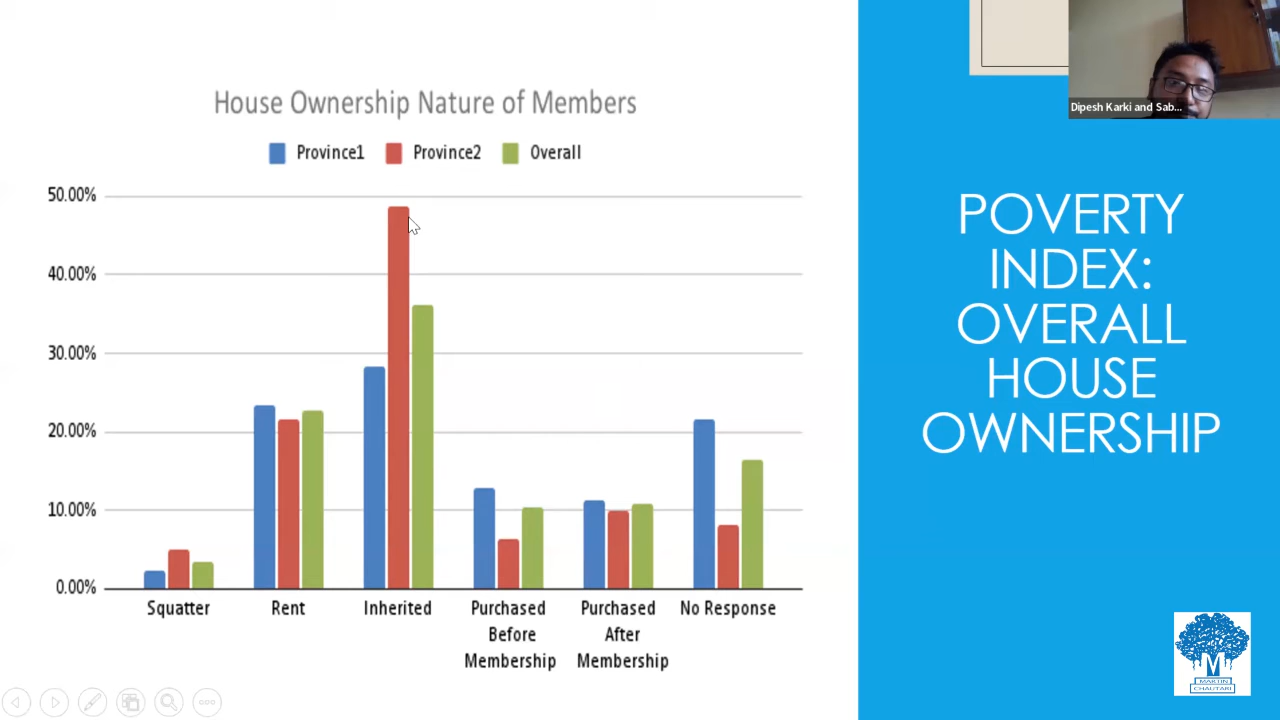 House Ownership Nature of Members
Province1 Province2 Overall
50.00%
40.00%
30.00%
20.00%
10.00%
0.00%
Squatter
Rent
Inherited
Purchased
Before
Membership
Purchased
After
Membership
No Response
Dipesh Karki and Sab...
POVERTY
INDEX:
OVERALL
HOUSE
OWNERSHIP
M
MARTIN
CHAUTARI